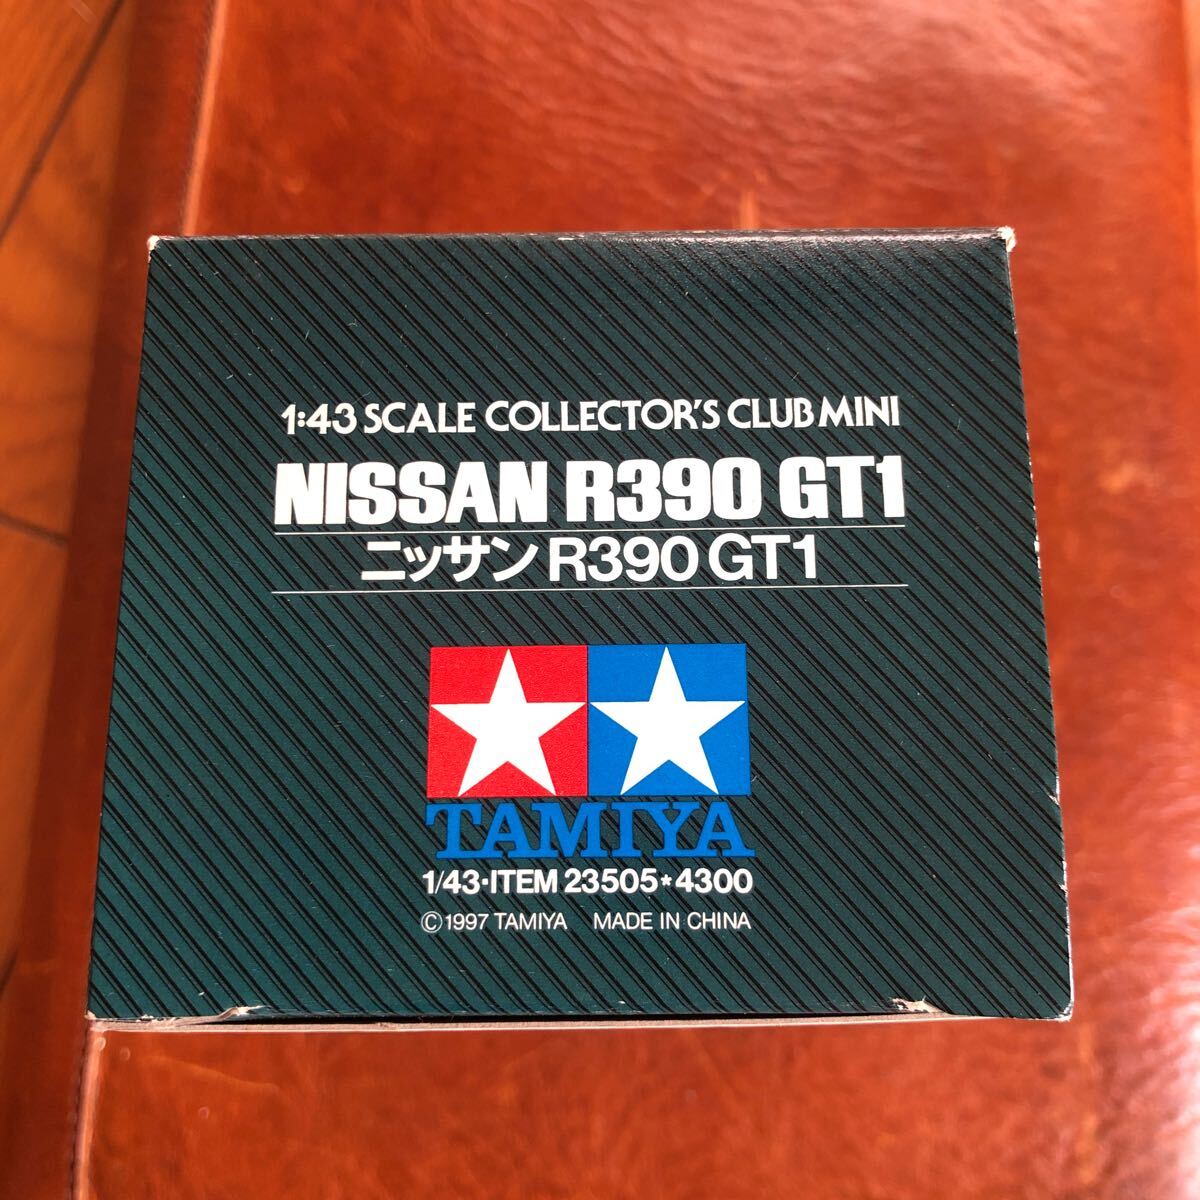 1:43 SCALE COLLECTOR'S CLUB MINI
NISSAN R390 GT1
ニッサン R390 GT1
TAMIYA
1/43·ITEM 23505★4300
© 1997 TAMIYA MADE IN CHINA